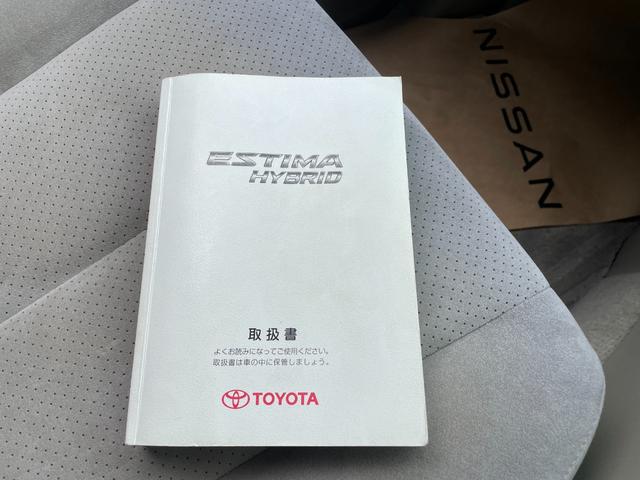 ESTIMA
HYBRID
取扱書
よくお読みになってご使用ください。
取扱書は車の中に保管しましょう。
TOYOTA
NISSAN